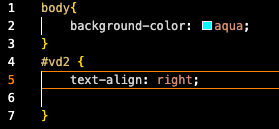 1 body{
2     background-color: aqua;
3 }
4 #vd2 {
5     text-align: right;
6
7 }